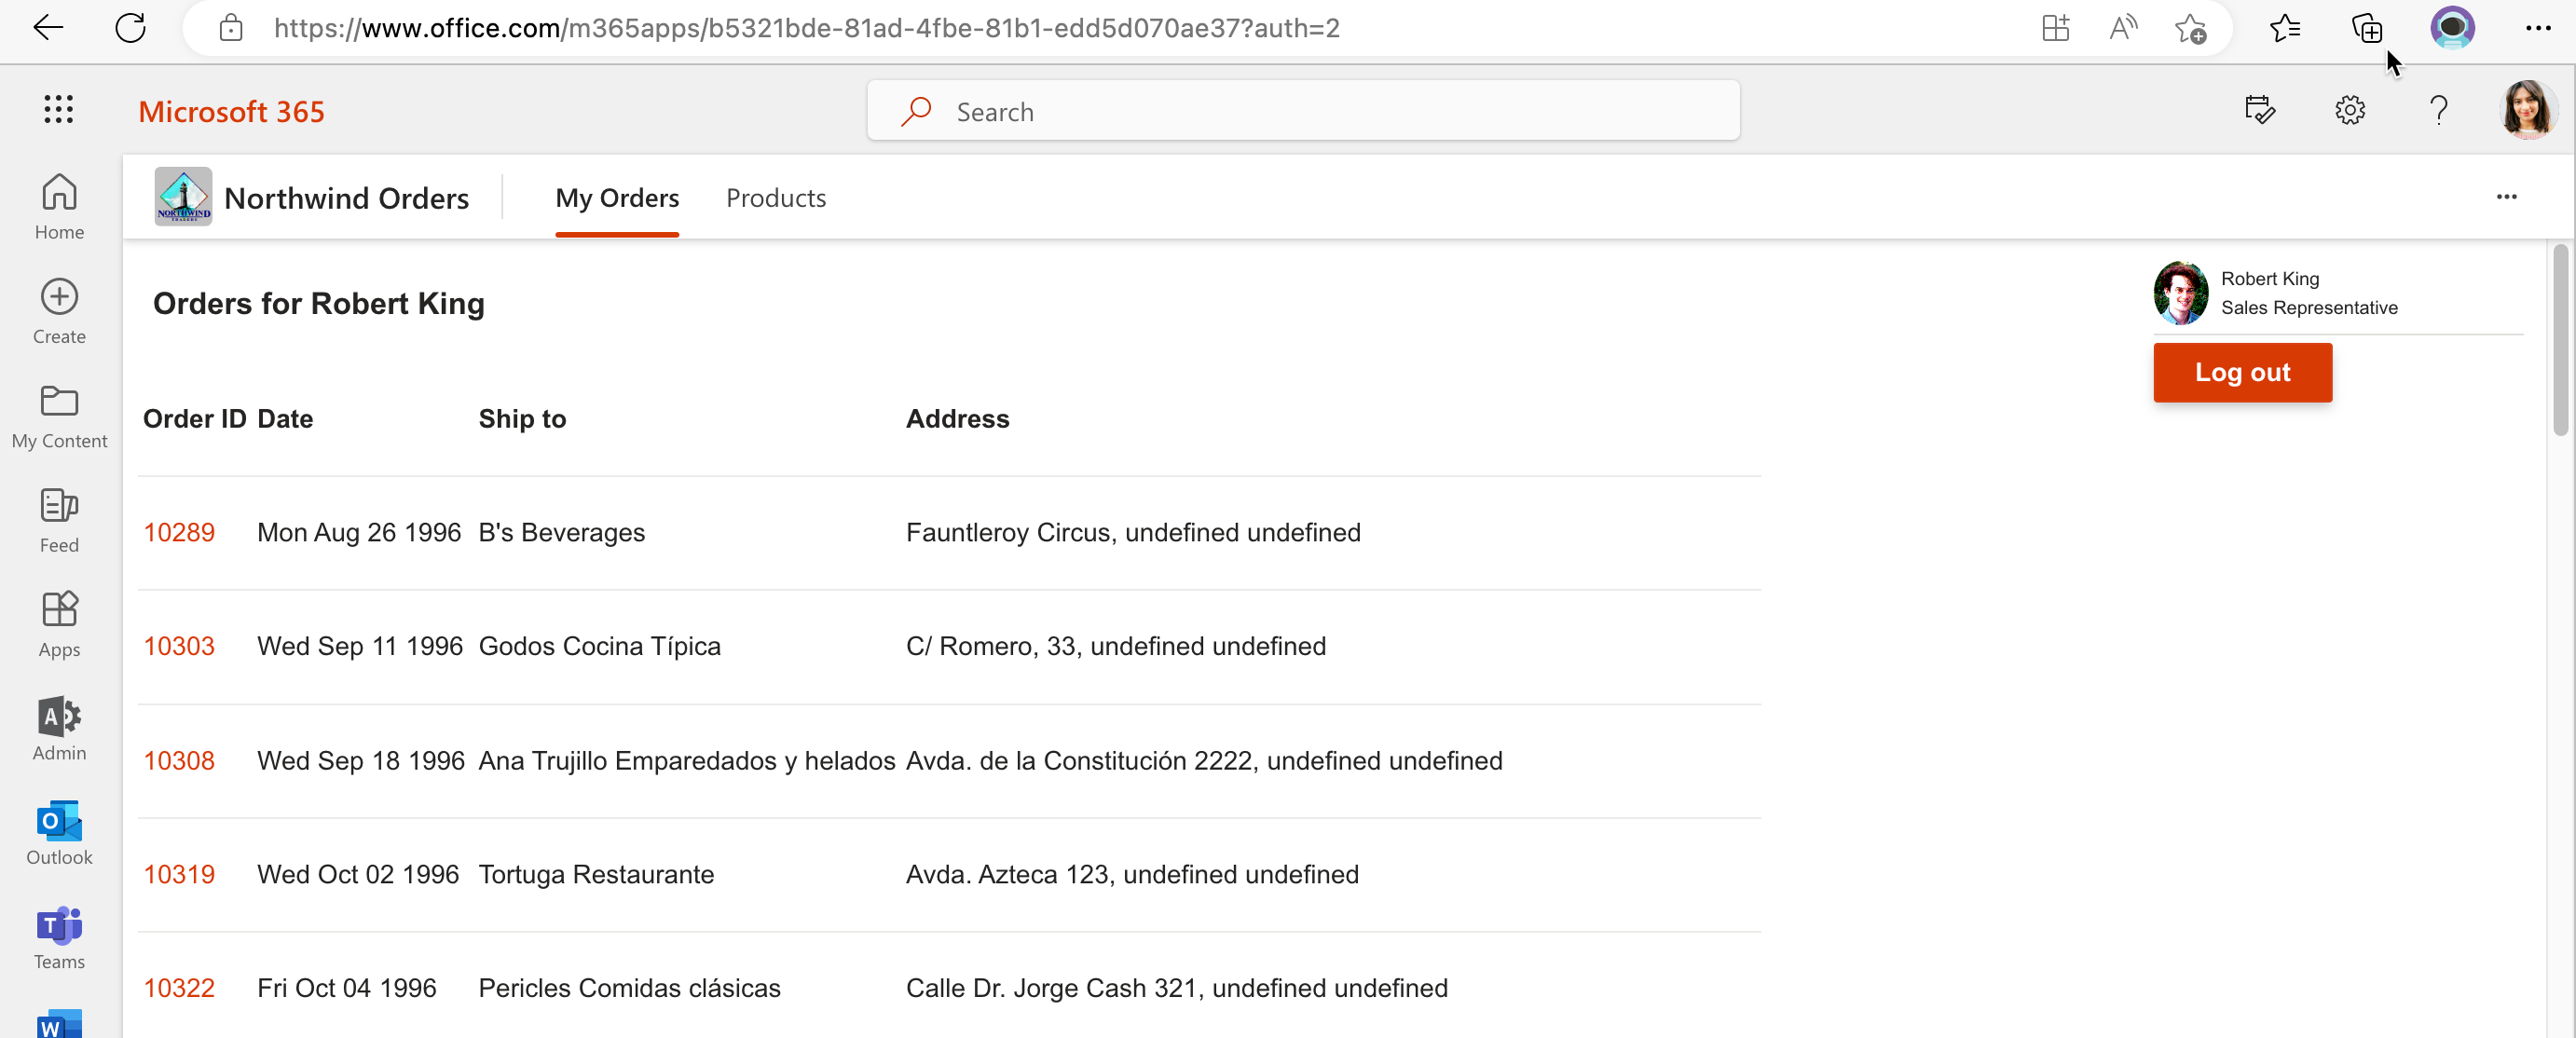 https://www.office.com/m365apps/b5321bde-81ad-4fbe-81b1-edd5d070ae37?auth=2
Microsoft 365
Search
Home
Create
My Content
Feed
Apps
Admin
Outlook
Teams
NORTHWIND
TRADERS
Northwind Orders
My Orders
Products
Orders for Robert King
Robert King
Sales Representative
Log out
Order ID Date Ship to Address
10289 Mon Aug 26 1996 B's Beverages Fauntleroy Circus, undefined undefined
10303 Wed Sep 11 1996 Godos Cocina Típica C/ Romero, 33, undefined undefined
10308 Wed Sep 18 1996 Ana Trujillo Emparedados y helados Avda. de la Constitución 2222, undefined undefined
10319 Wed Oct 02 1996 Tortuga Restaurante Avda. Azteca 123, undefined undefined
10322 Fri Oct 04 1996 Pericles Comidas clásicas Calle Dr. Jorge Cash 321, undefined undefined